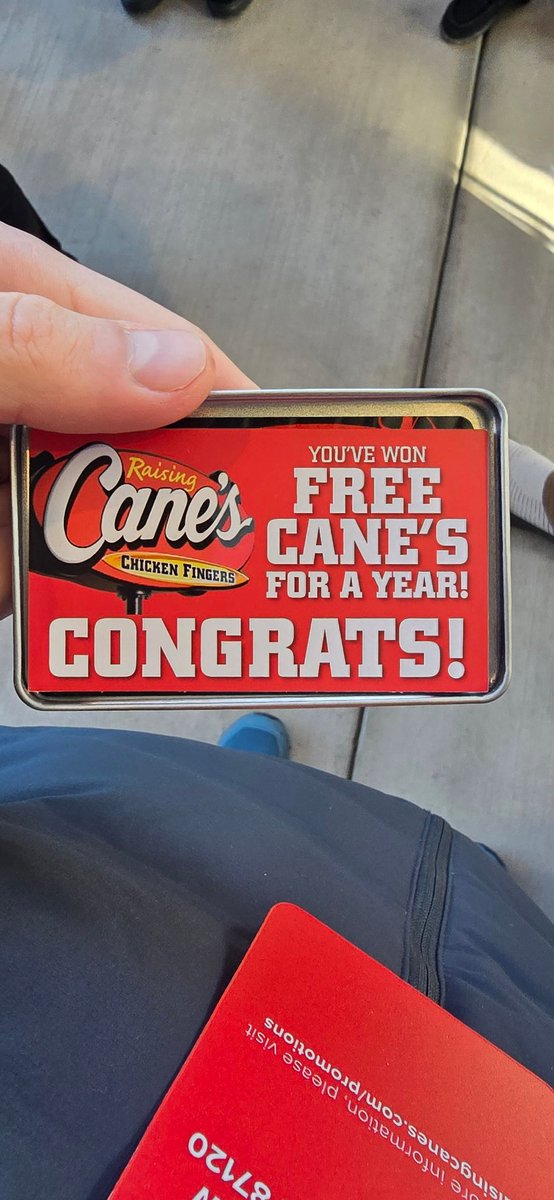 Raising
Cane's
CHICKEN FINGERS
YOU'VE WON
FREE
CANE'S
FOR A YEAR!
CONGRATS!
ore information, please visit
isingcanes.com/promotions
87120